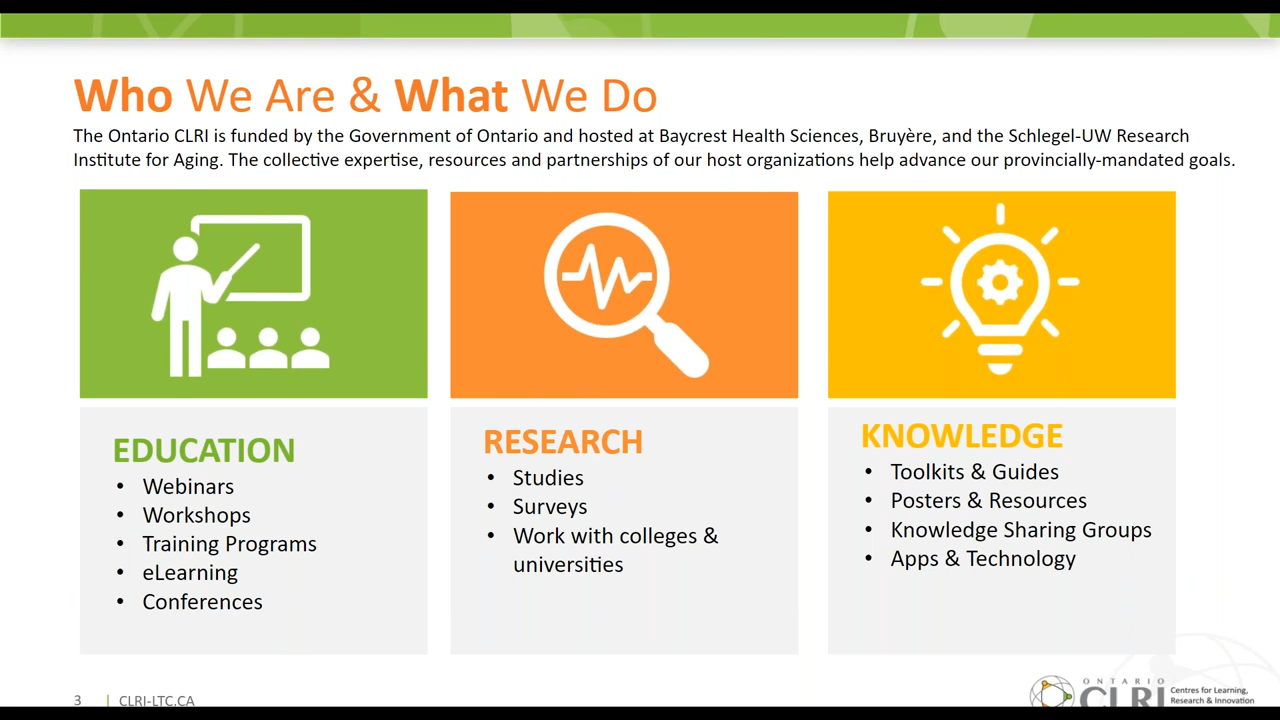 Who We Are & What We Do
The Ontario CLRI is funded by the Government of Ontario and hosted at Baycrest Health Sciences, Bruyère, and the Schlegel-UW Research
Institute for Aging. The collective expertise, resources and partnerships of our host organizations help advance our provincially-mandated goals.
EDUCATION
• Webinars
• Workshops
• Training Programs
• eLearning
• Conferences
RESEARCH
• Studies
• Surveys
• Work with colleges &
universities
KNOWLEDGE
• Toolkits & Guides
• Posters & Resources
• Knowledge Sharing Groups
• Apps & Technology
3 | CLRI-LTC.CA
ONTARIO
CLRI
Centres for Learning,
Research & Innovation